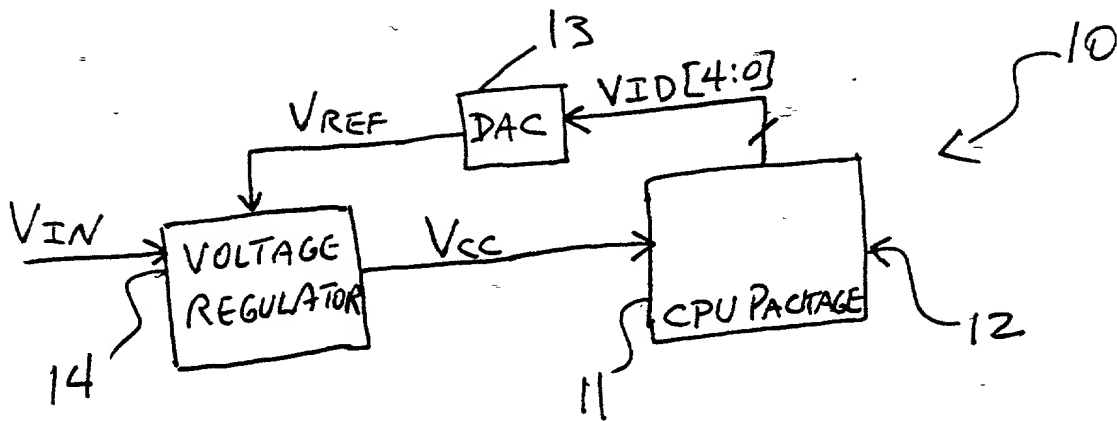 13
10
VREF
DAC
VID[4:0]
VIN
VOLTAGE
REGULATOR
VCC
CPU PACKAGE
14
11
12